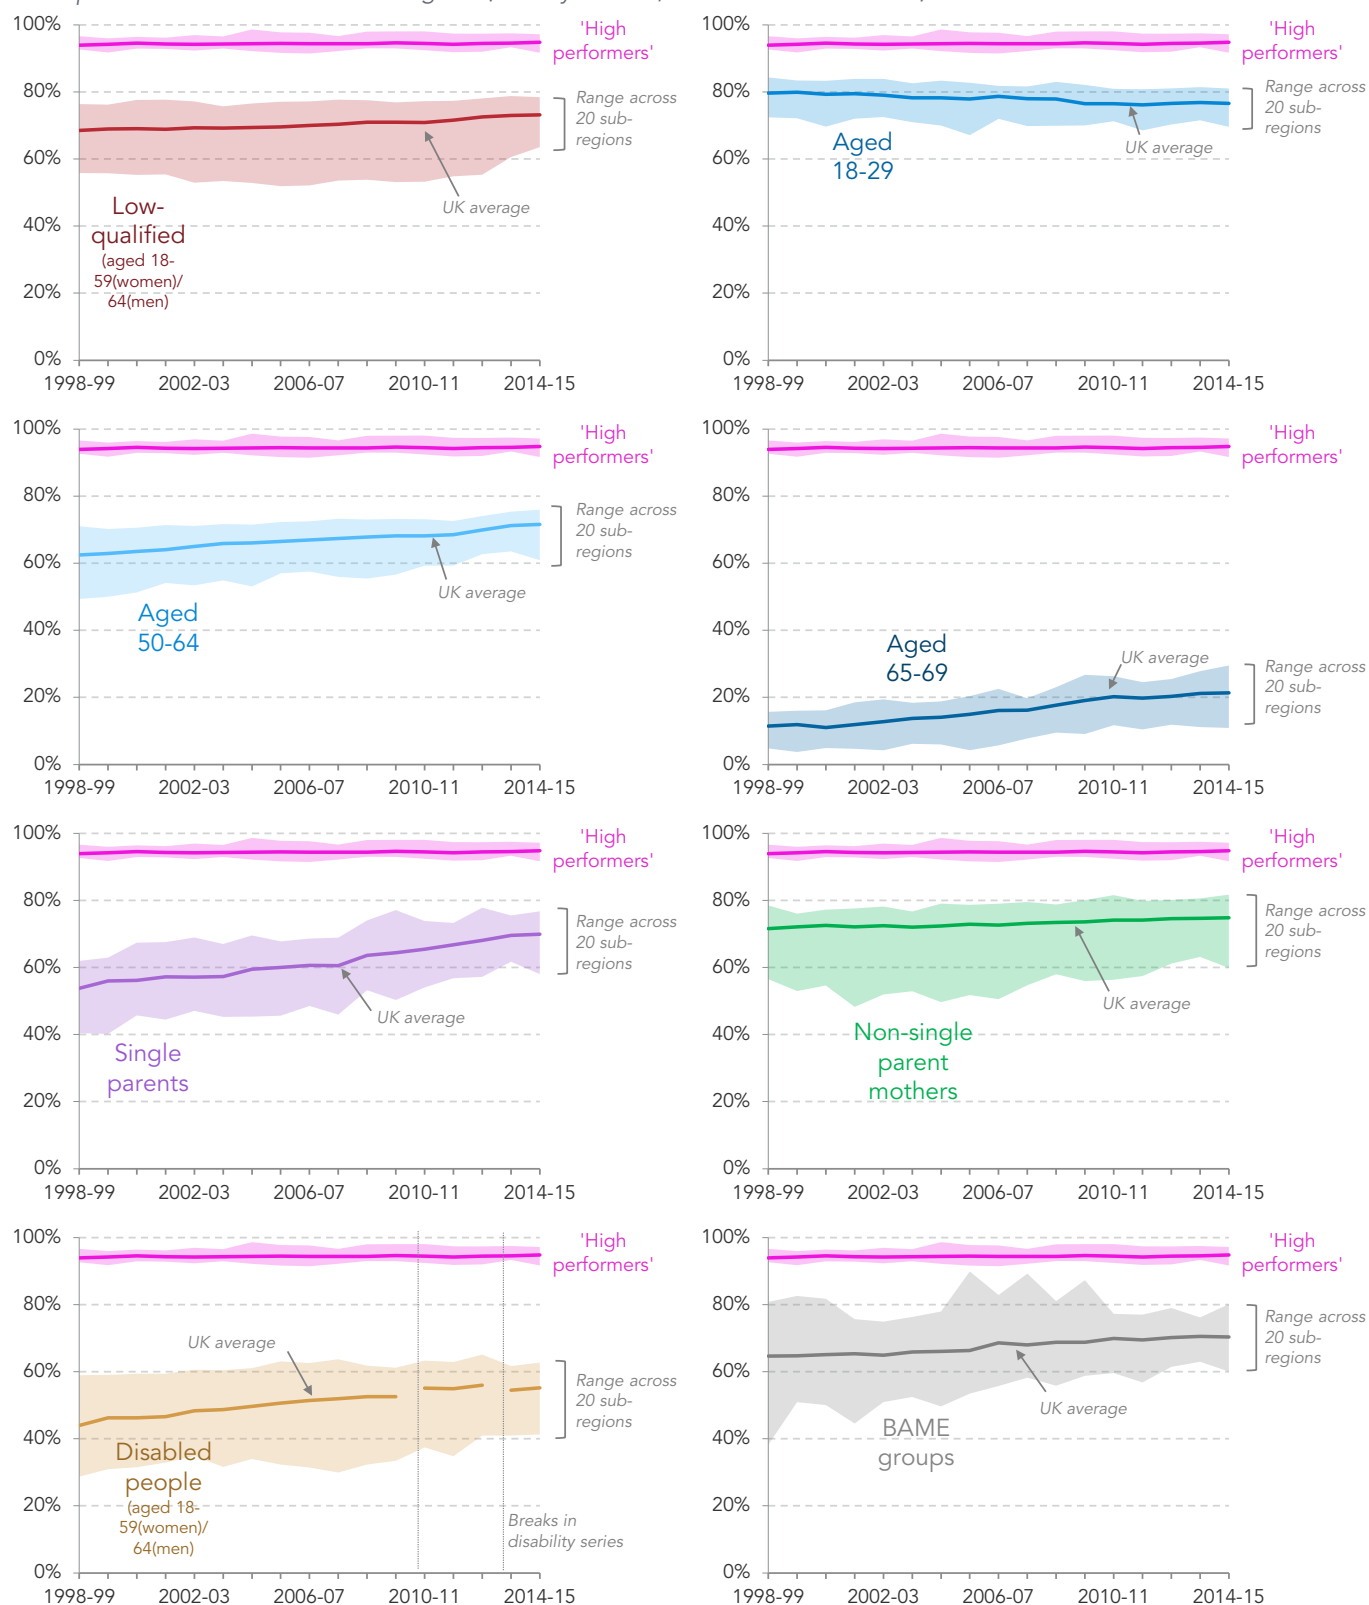 100%
80%
60%
40%
20%
0%
1998-99 2002-03 2006-07 2010-11 2014-15
'High
performers'
Range across
20 sub-
regions
UK average
Low-
qualified
(aged 18-
59(women)/
64(men)
100%
80%
60%
40%
20%
0%
1998-99 2002-03 2006-07 2010-11 2014-15
'High
performers'
Range across
20 sub-
regions
UK average
Aged
18-29
100%
80%
60%
40%
20%
0%
1998-99 2002-03 2006-07 2010-11 2014-15
'High
performers'
Range across
20 sub-
regions
UK average
Aged
50-64
100%
80%
60%
40%
20%
0%
1998-99 2002-03 2006-07 2010-11 2014-15
'High
performers'
Aged
65-69
UK average
Range across
20 sub-
regions
100%
80%
60%
40%
20%
0%
1998-99 2002-03 2006-07 2010-11 2014-15
'High
performers'
Range across
20 sub-
regions
UK average
Single
parents
100%
80%
60%
40%
20%
0%
1998-99 2002-03 2006-07 2010-11 2014-15
'High
performers'
Range across
20 sub-
regions
UK average
Non-single
parent
mothers
100%
80%
60%
40%
20%
0%
1998-99 2002-03 2006-07 2010-11 2014-15
'High
performers'
UK average
Range across
20 sub-
regions
Disabled
people
(aged 18-
59(women)/
64(men)
Breaks in
disability series
100%
80%
60%
40%
20%
0%
1998-99 2002-03 2006-07 2010-11 2014-15
'High
performers'
Range across
20 sub-
regions
UK average
BAME
groups